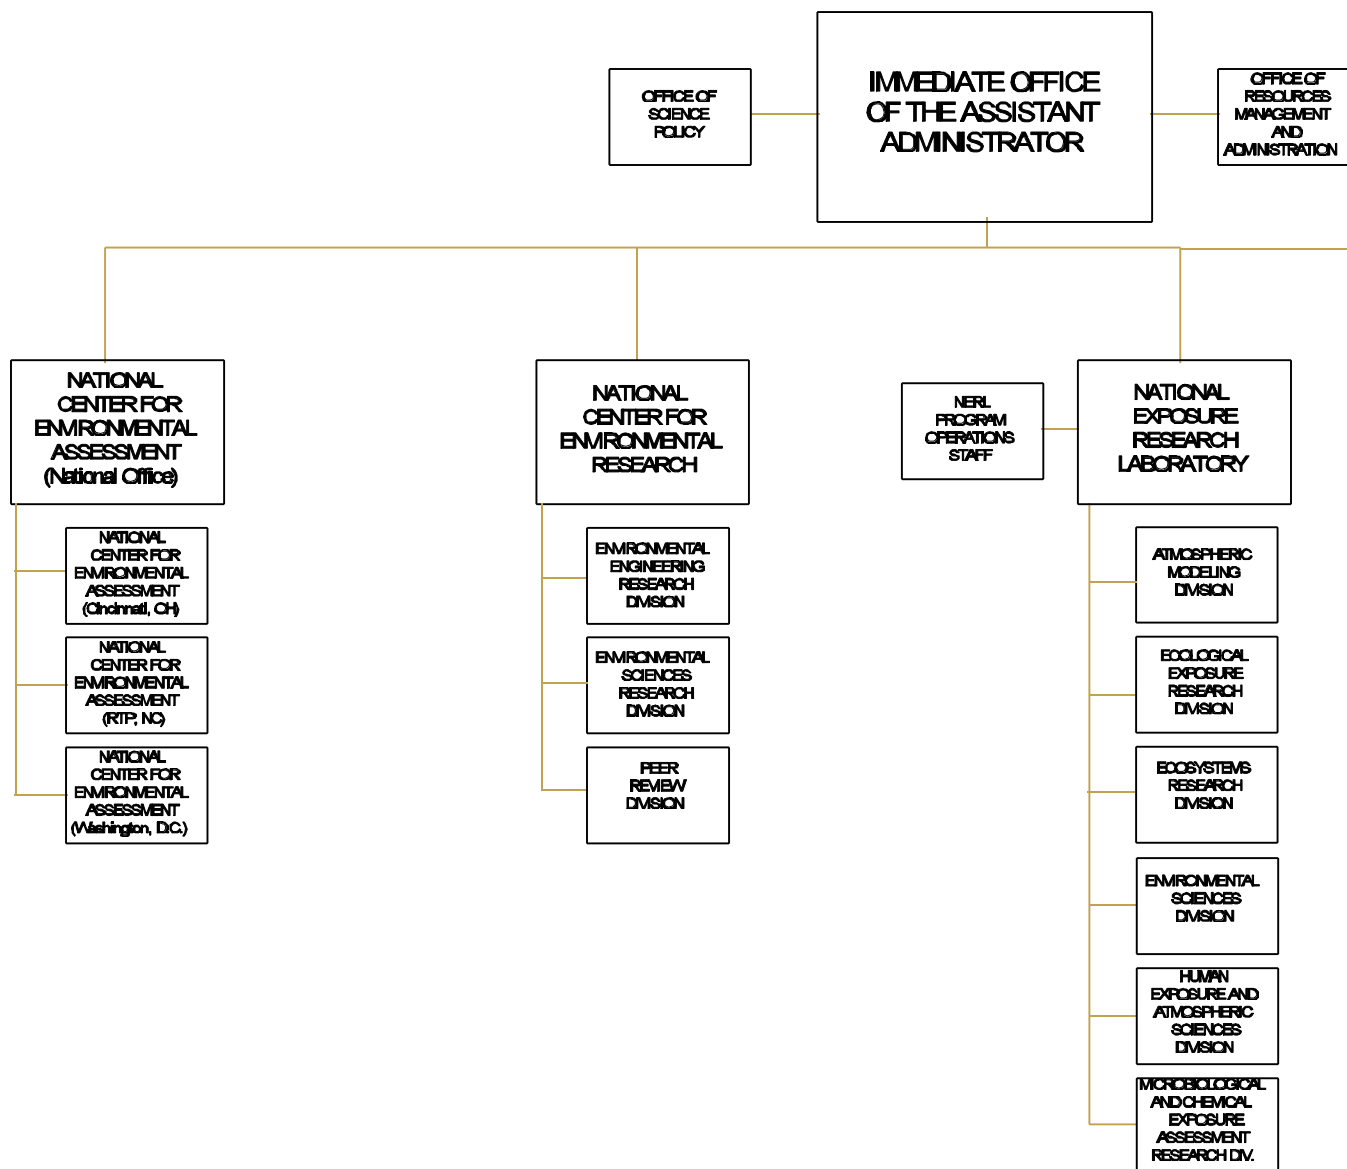 OFFICE OF
SCIENCE
POLICY
IMMEDIATE OFFICE
OF THE ASSISTANT
ADMINISTRATOR
OFFICE OF
RESOURCES
MANAGEMENT
AND
ADMINISTRATION
NATIONAL
CENTER FOR
ENVIRONMENTAL
ASSESSMENT
(National Office)
NATIONAL
CENTER FOR
ENVIRONMENTAL
ASSESSMENT
(Cincinnati, OH)
NATIONAL
CENTER FOR
ENVIRONMENTAL
ASSESSMENT
(RTP, NC)
NATIONAL
CENTER FOR
ENVIRONMENTAL
ASSESSMENT
(Washington, D.C.)
NATIONAL
CENTER FOR
ENVIRONMENTAL
RESEARCH
ENVIRONMENTAL
ENGINEERING
RESEARCH
DIVISION
ENVIRONMENTAL
SCIENCES
RESEARCH
DIVISION
PEER
REVIEW
DIVISION
NERL
PROGRAM
OPERATIONS
STAFF
NATIONAL
EXPOSURE
RESEARCH
LABORATORY
ATMOSPHERIC
MODELING
DIVISION
ECOLOGICAL
EXPOSURE
RESEARCH
DIVISION
ECOSYSTEMS
RESEARCH
DIVISION
ENVIRONMENTAL
SCIENCES
DIVISION
HUMAN
EXPOSURE AND
ATMOSPHERIC
SCIENCES
DIVISION
MICROBIOLOGICAL
AND CHEMICAL
EXPOSURE
ASSESSMENT
RESEARCH DIV.